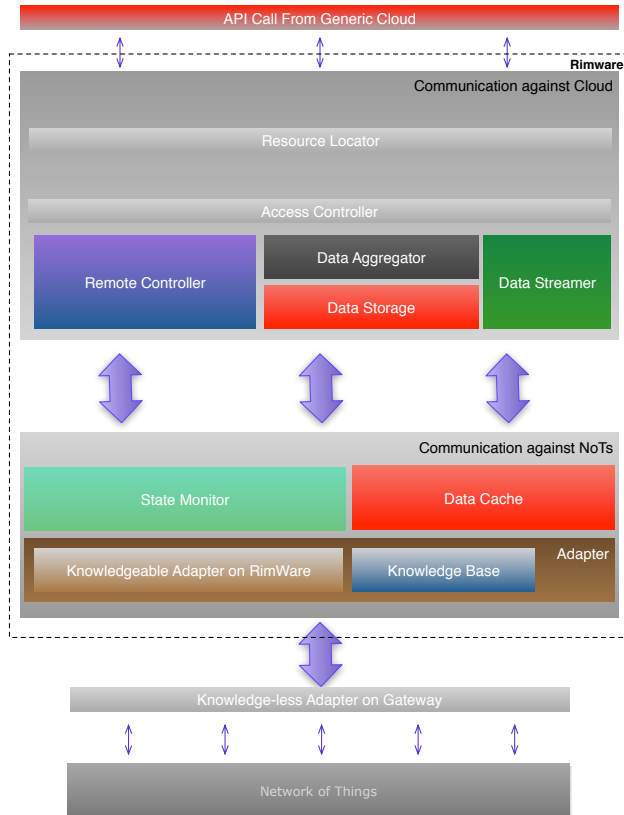 API Call From Generic Cloud
Rimware
Communication against Cloud
Resource Locator
Access Controller
Remote Controller
Data Aggregator
Data Storage
Data Streamer
Communication against NoTs
State Monitor
Data Cache
Adapter
Knowledgeable Adapter on RimWare
Knowledge Base
Knowledge-less Adapter on Gateway
Network of Things